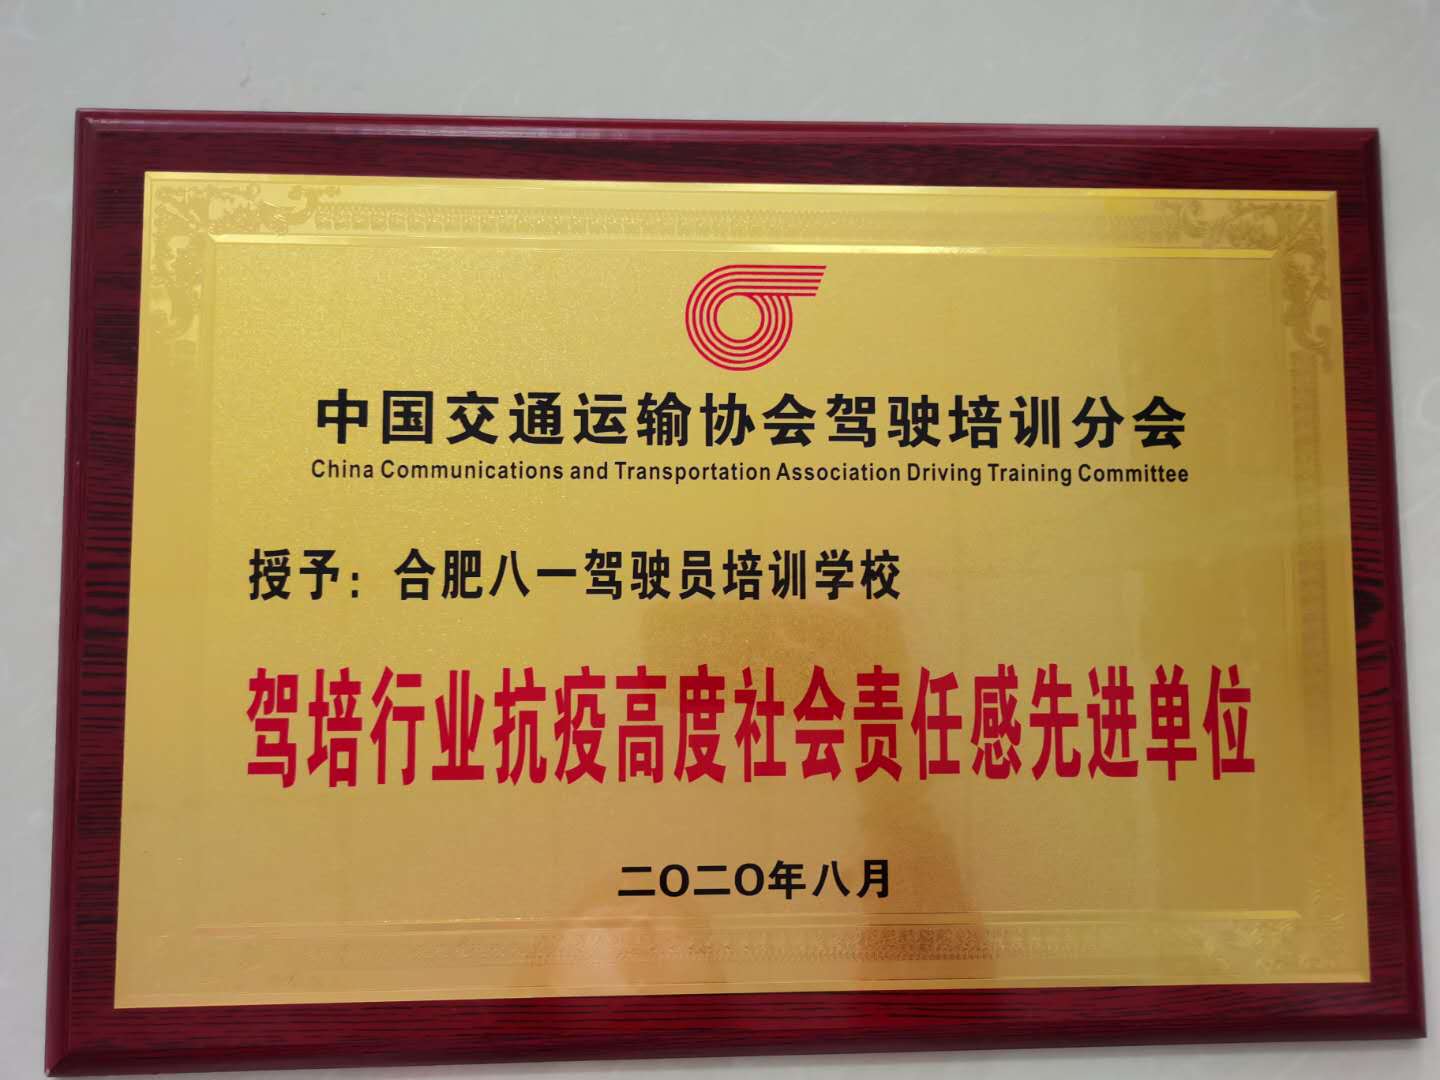 中国交通运输协会驾驶培训分会
China Communications and Transportation Association Driving Training Committee
授予：合肥八一驾驶员培训学校
驾培行业抗疫高度社会责任感先进单位
二〇二〇年八月